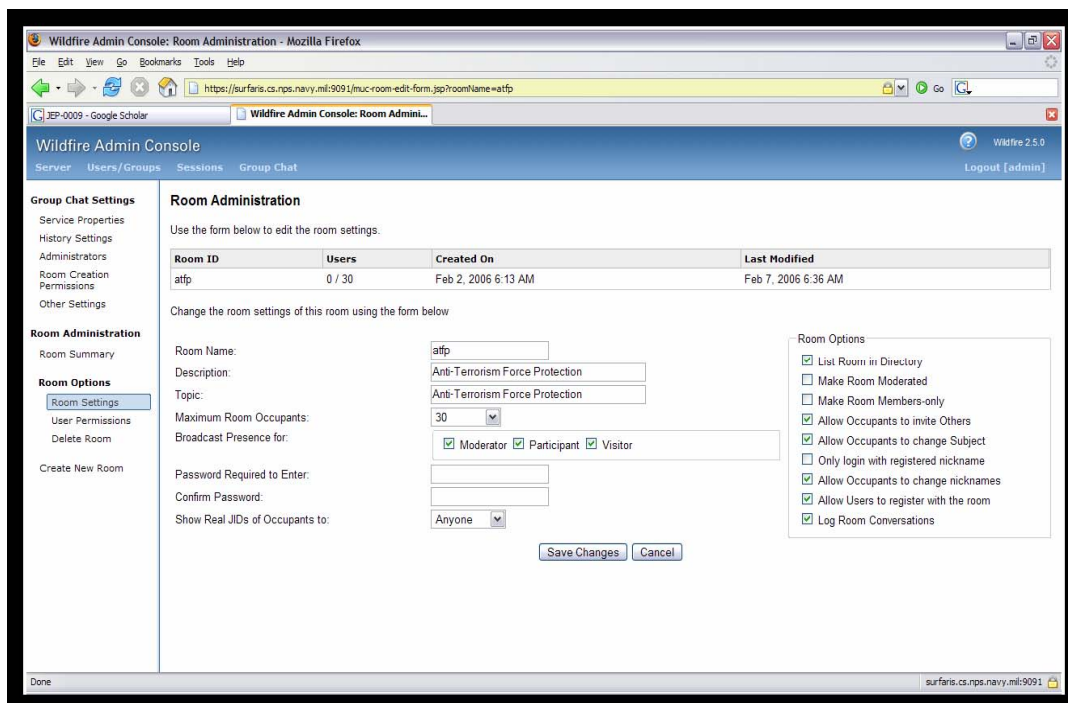 Wildfire Admin Console: Room Administration - Mozilla Firefox
File Edit View Go Bookmarks Tools Help
https://surfaris.cs.nps.navy.mil:9091/muc-room-edit-form.jsp?roomName=atfp
Go
JEP-0009 - Google Scholar
Wildfire Admin Console: Room Admini...
Wildfire Admin Console
Wildfire 2.5.0
Server Users/Groups Sessions Group Chat
Logout [admin]
Group Chat Settings
Service Properties
History Settings
Administrators
Room Creation
Permissions
Other Settings
Room Administration
Room Summary
Room Options
Room Settings
User Permissions
Delete Room
Create New Room
Room Administration
Use the form below to edit the room settings.
Room ID Users Created On Last Modified
atfp 0 / 30 Feb 2, 2006 6:13 AM Feb 7, 2006 6:36 AM
Change the room settings of this room using the form below
Room Name: atfp
Description: Anti-Terrorism Force Protection
Topic: Anti-Terrorism Force Protection
Maximum Room Occupants: 30
Broadcast Presence for: Moderator Participant Visitor
Password Required to Enter:
Confirm Password:
Show Real JIDs of Occupants to: Anyone
Room Options
List Room in Directory
Make Room Moderated
Make Room Members-only
Allow Occupants to invite Others
Allow Occupants to change Subject
Only login with registered nickname
Allow Occupants to change nicknames
Allow Users to register with the room
Log Room Conversations
Save Changes Cancel
Done
surfaris.cs.nps.navy.mil:9091